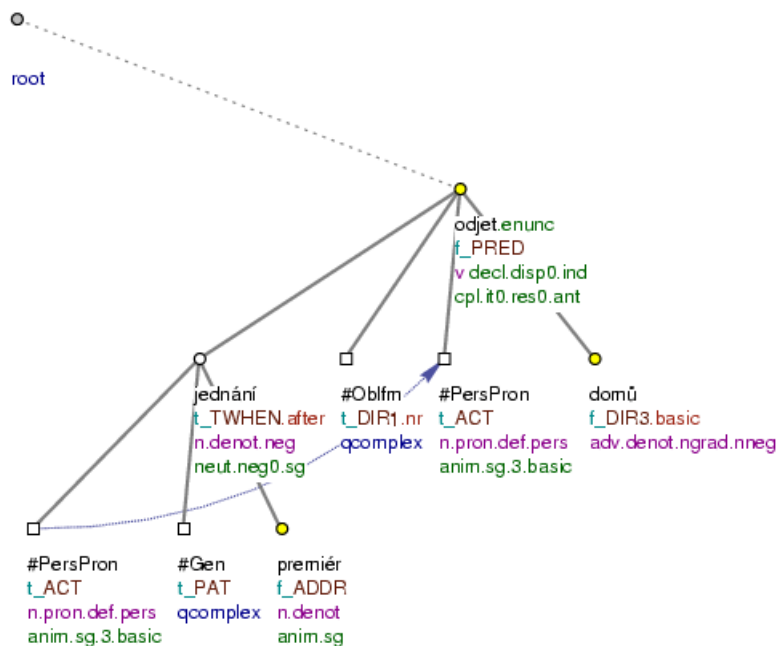 root
odjet.enunc
f_PRED
v decl.disp0.ind
cpl.it0.res0.ant
jednání
t_TWHEN.after
n.denot.neg
neut.neg0.sg
#Oblfm
t_DIR1.nr
qcomplex
#PersPron
t_ACT
n.pron.def.pers
anim.sg.3.basic
domů
f_DIR3.basic
adv.denot.ngrad.nneg
#PersPron
t_ACT
n.pron.def.pers
anim.sg.3.basic
#Gen
t_PAT
qcomplex
premiér
f_ADDR
n.denot
anim.sg